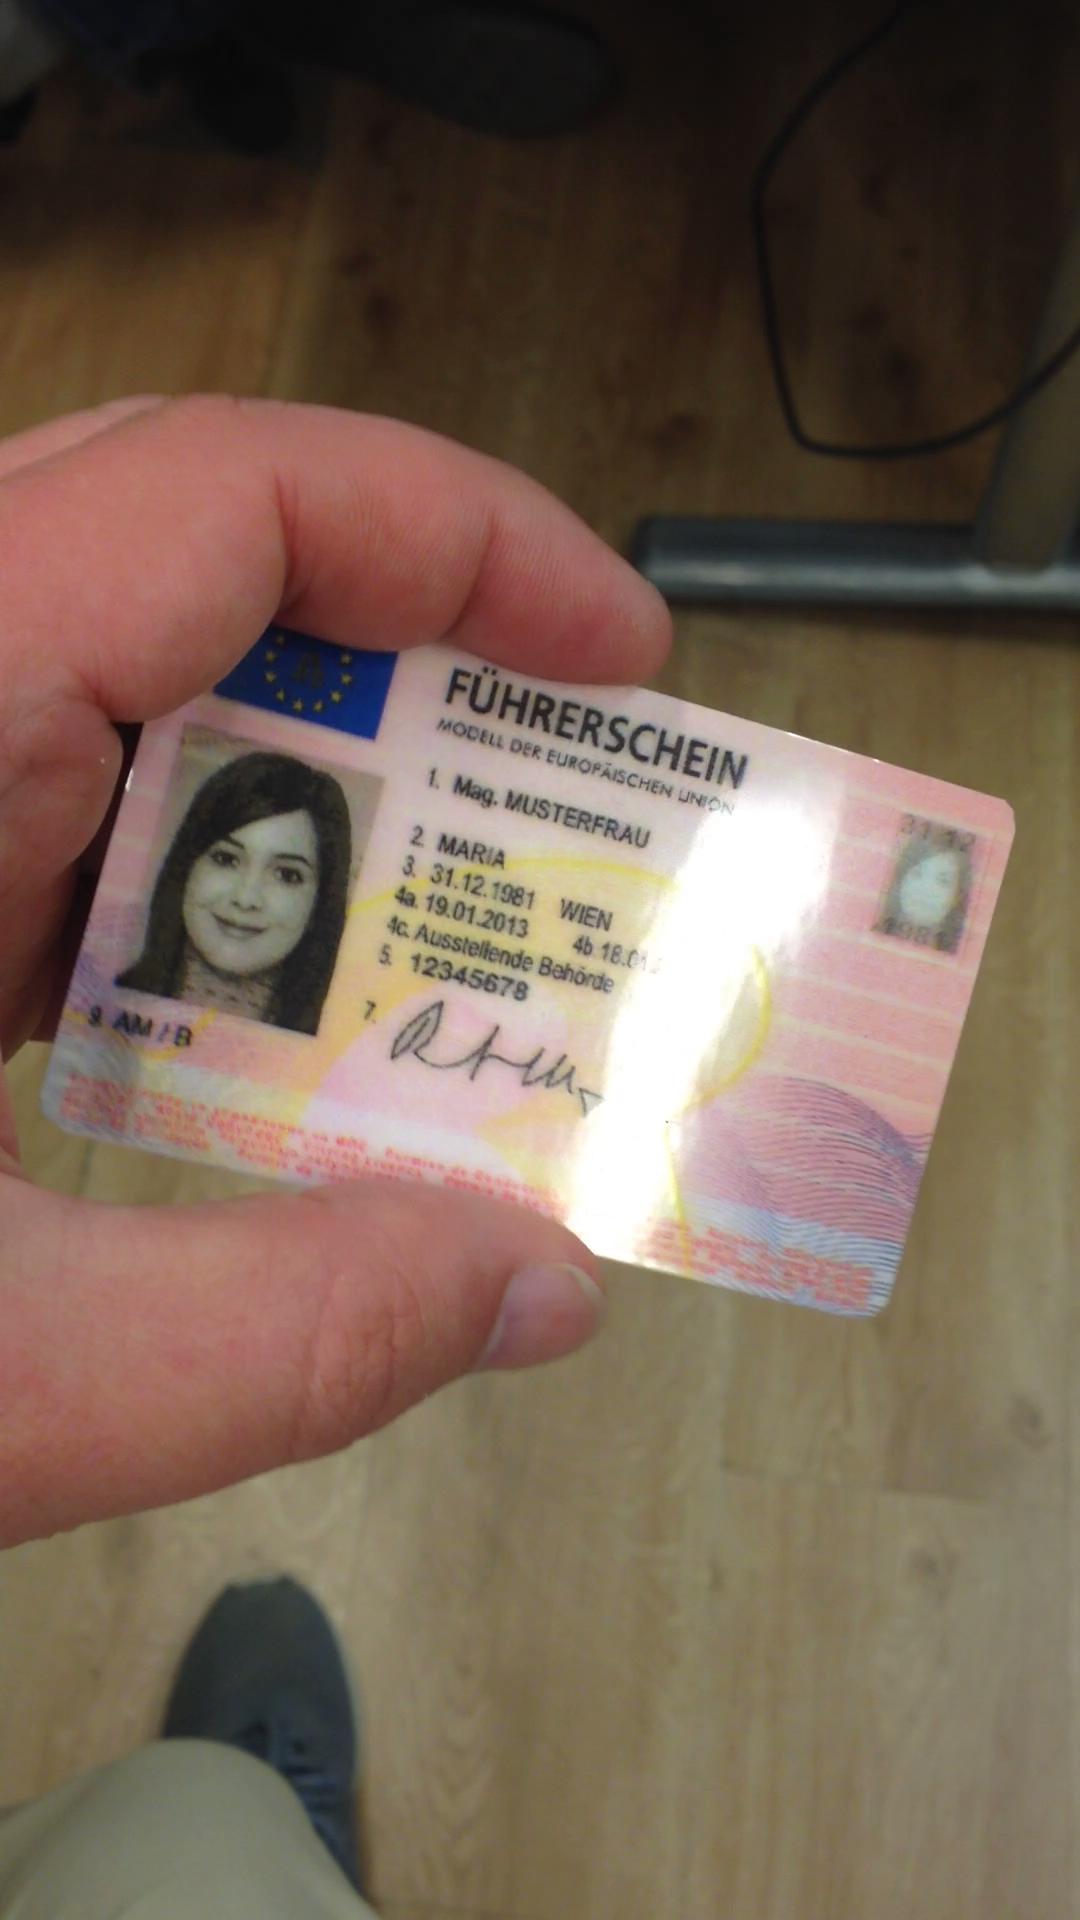 FÜHRERSCHEIN
MODELL DER EUROPÄISCHEN UNION
1. Mag. MUSTERFRAU
2. MARIA
3. 31.12.1981 WIEN
4a. 19.01.2013 4b. 18.01.2
4c. Ausstellende Behörde
5. 12345678
7.
9. AM / B
31.12
1981